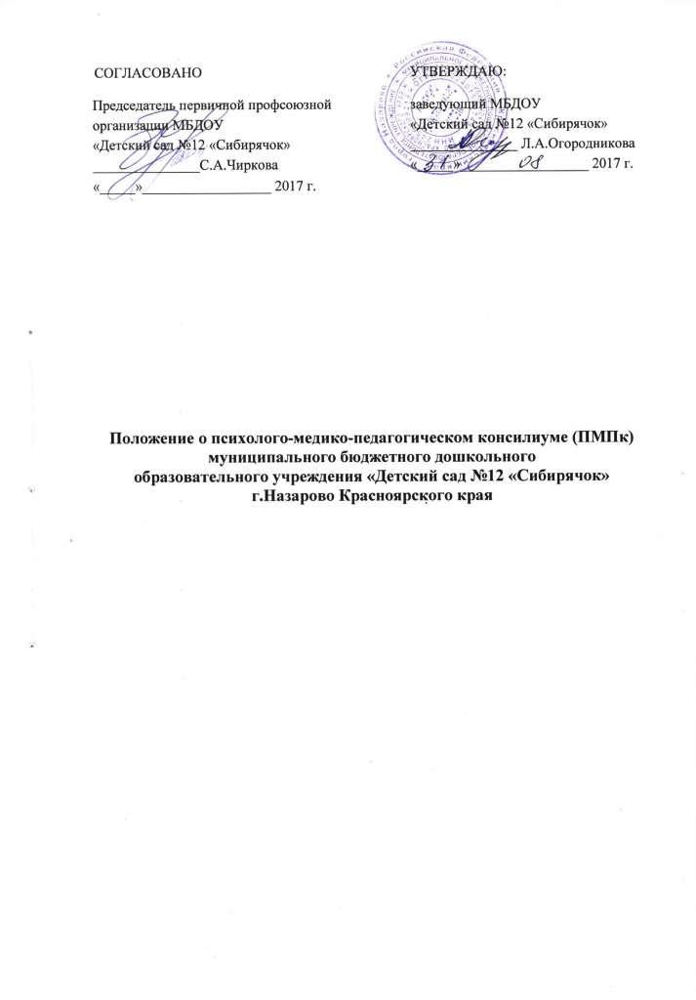 СОГЛАСОВАНО
Председатель первичной профсоюзной
организации МБДОУ
«Детский сад №12 «Сибирячок»
_______________С.А.Чиркова
«_____»__________________ 2017 г.
УТВЕРЖДАЮ:
заведующий МБДОУ
«Детский сад №12 «Сибирячок»
_______________ Л.А.Огородникова
« 31 » 08 2017 г.
Положение о психолого-медико-педагогическом консилиуме (ПМПк)
муниципального бюджетного дошкольного
образовательного учреждения «Детский сад №12 «Сибирячок»
г.Назарово Красноярского края